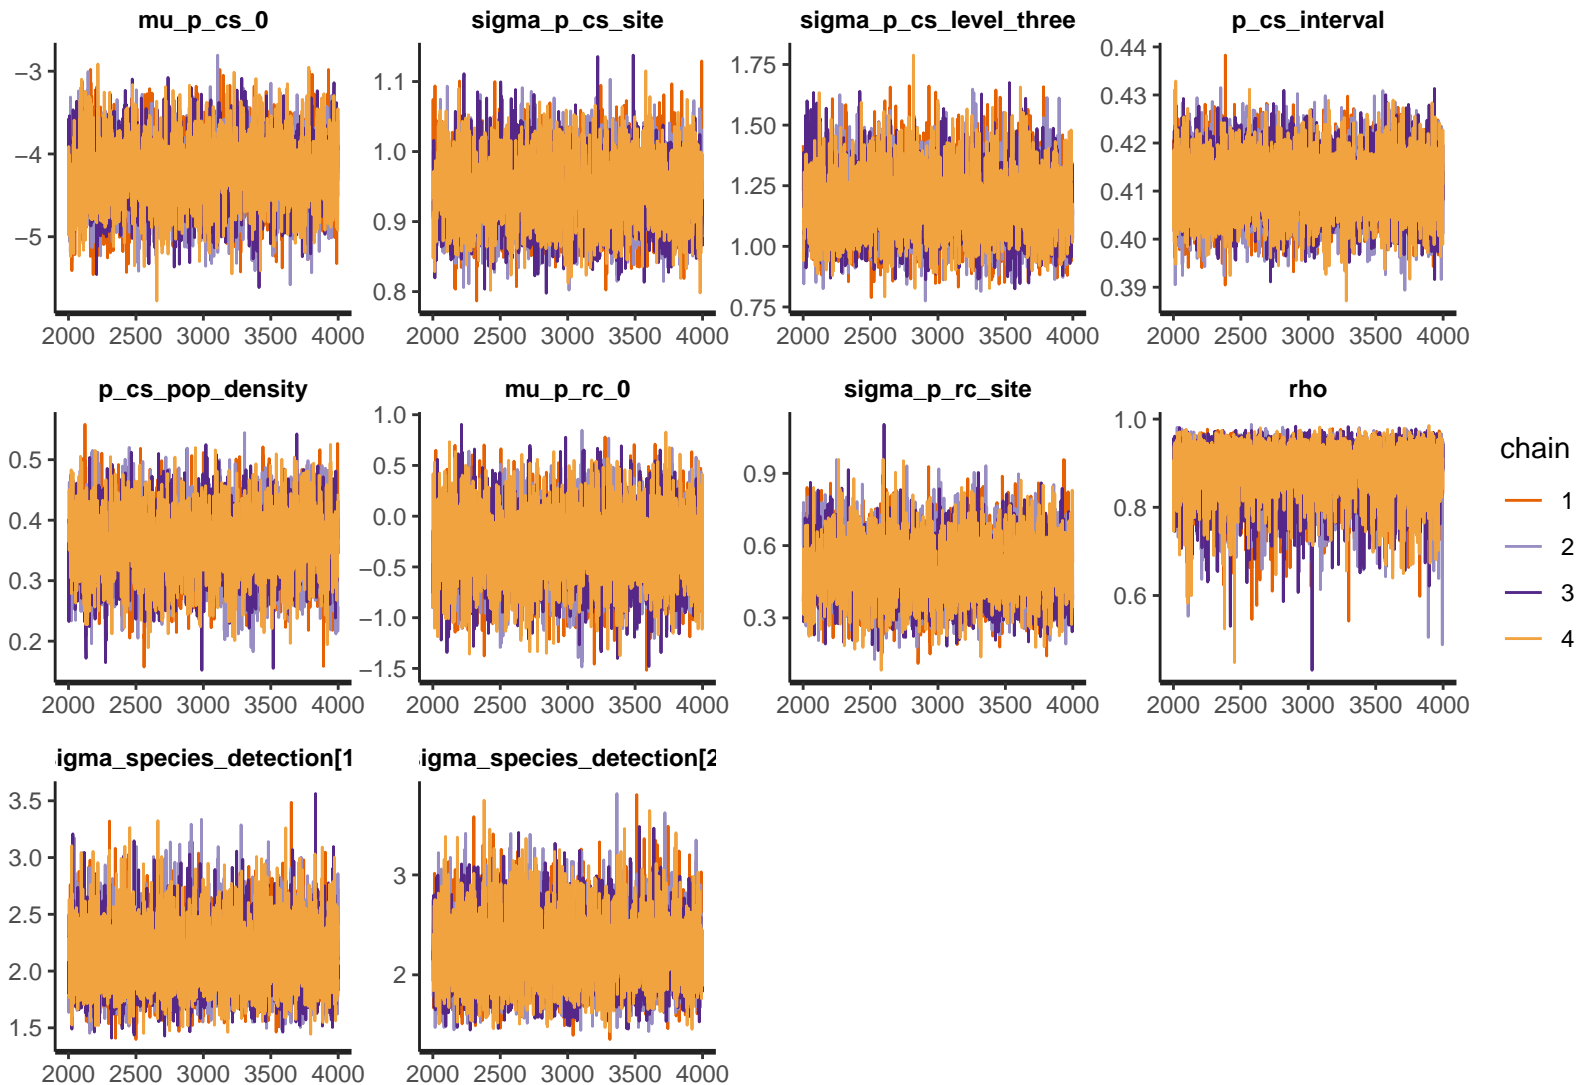 mu_p_cs_0
sigma_p_cs_site
sigma_p_cs_level_three
p_cs_interval
−3
−4
−5
2000 2500 3000 3500 4000
1.1
1.0
0.9
0.8
2000 2500 3000 3500 4000
1.75
1.50
1.25
1.00
0.75
2000 2500 3000 3500 4000
0.44
0.43
0.42
0.41
0.40
0.39
2000 2500 3000 3500 4000
p_cs_pop_density
mu_p_rc_0
sigma_p_rc_site
rho
0.5
0.4
0.3
0.2
2000 2500 3000 3500 4000
1.0
0.5
0.0
−0.5
−1.0
−1.5
2000 2500 3000 3500 4000
0.9
0.6
0.3
2000 2500 3000 3500 4000
1.0
0.8
0.6
2000 2500 3000 3500 4000
chain
1
2
3
4
igma_species_detection[1
igma_species_detection[2
3.5
3.0
2.5
2.0
1.5
2000 2500 3000 3500 4000
3
2
2000 2500 3000 3500 4000